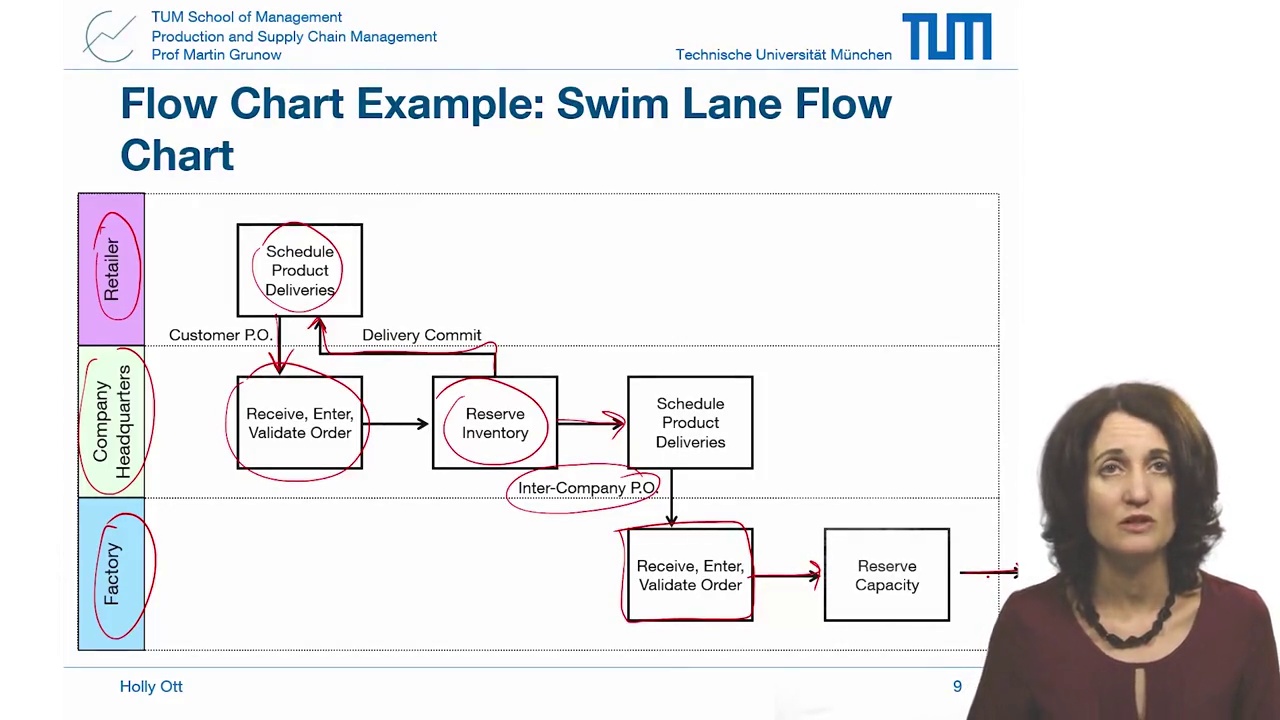 TUM School of Management
Production and Supply Chain Management
Prof Martin Grunow
Technische Universität München
TUM
Flow Chart Example: Swim Lane Flow
Chart
Retailer
Schedule
Product
Deliveries
Customer P.O.
Delivery Commit
Company
Headquarters
Receive, Enter,
Validate Order
Reserve
Inventory
Schedule
Product
Deliveries
Inter-Company P.O.
Factory
Receive, Enter,
Validate Order
Reserve
Capacity
Holly Ott
9